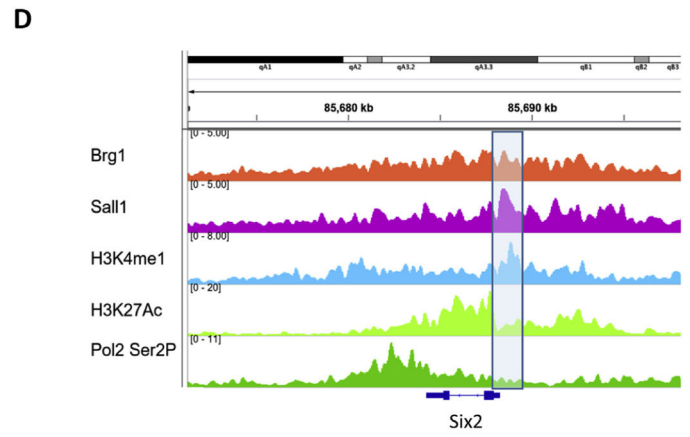 D
qA1 qA2 qA3.2 qA3.3 qB1 qB2 qB3
85,680 kb 85,690 kb
[0 - 5.00]
Brg1
[0 - 5.00]
Sall1
[0 - 8.00]
H3K4me1
[0 - 20]
H3K27Ac
[0 - 11]
Pol2 Ser2P
Six2